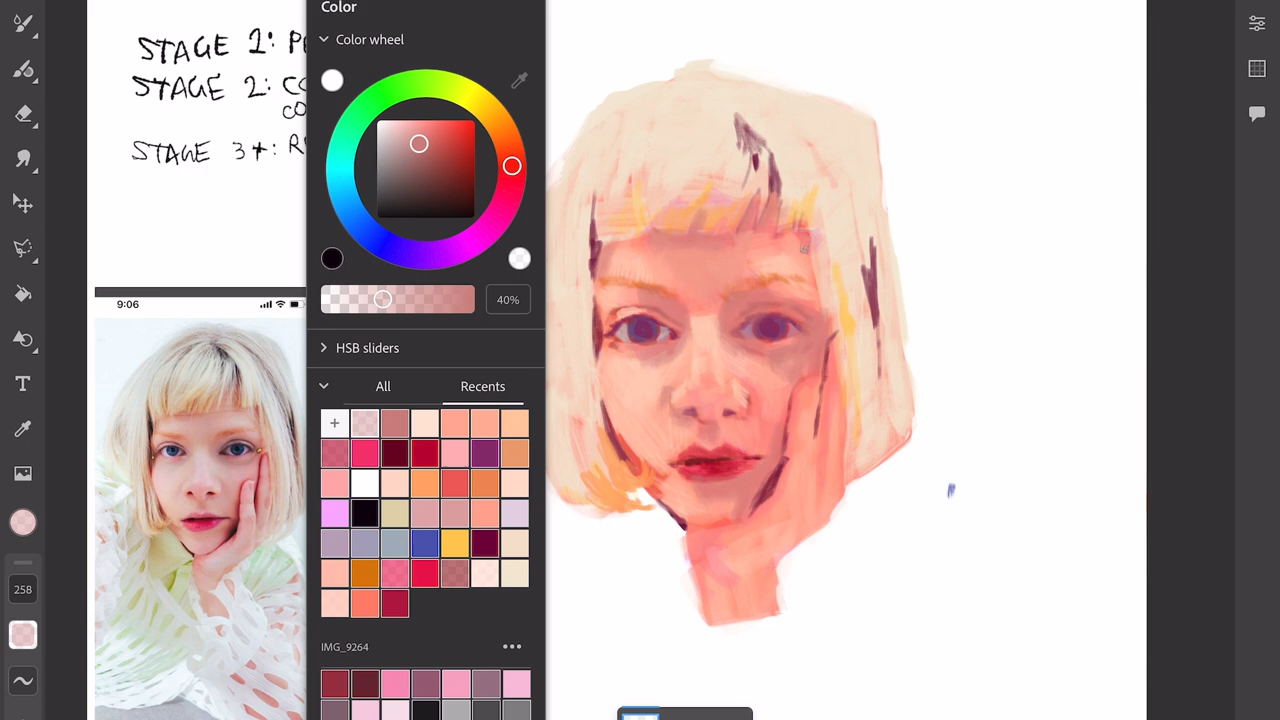 STAGE 1:
STAGE 2:
STAGE 3+:
9:06
Color
Color wheel
40%
HSB sliders
All
Recents
IMG_9264
T
258